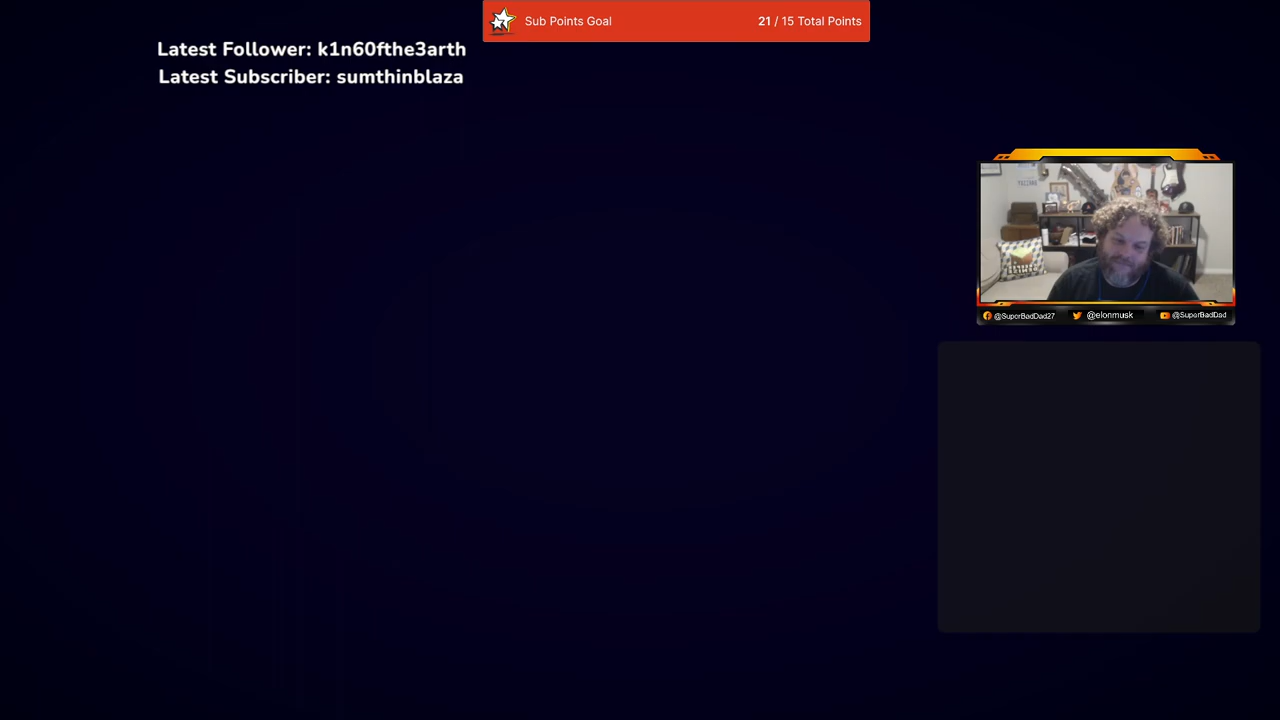 Sub Points Goal 21 / 15 Total Points
Latest Follower: k1n60fthe3arth
Latest Subscriber: sumthinblaza
@SuperBadDad27 @elonmusk @SuperBadDad